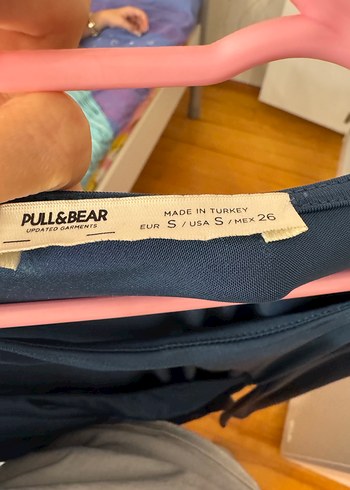 PULL&BEAR
UPDATED GARMENTS
MADE IN TURKEY
EUR S / USA S / MEX 26